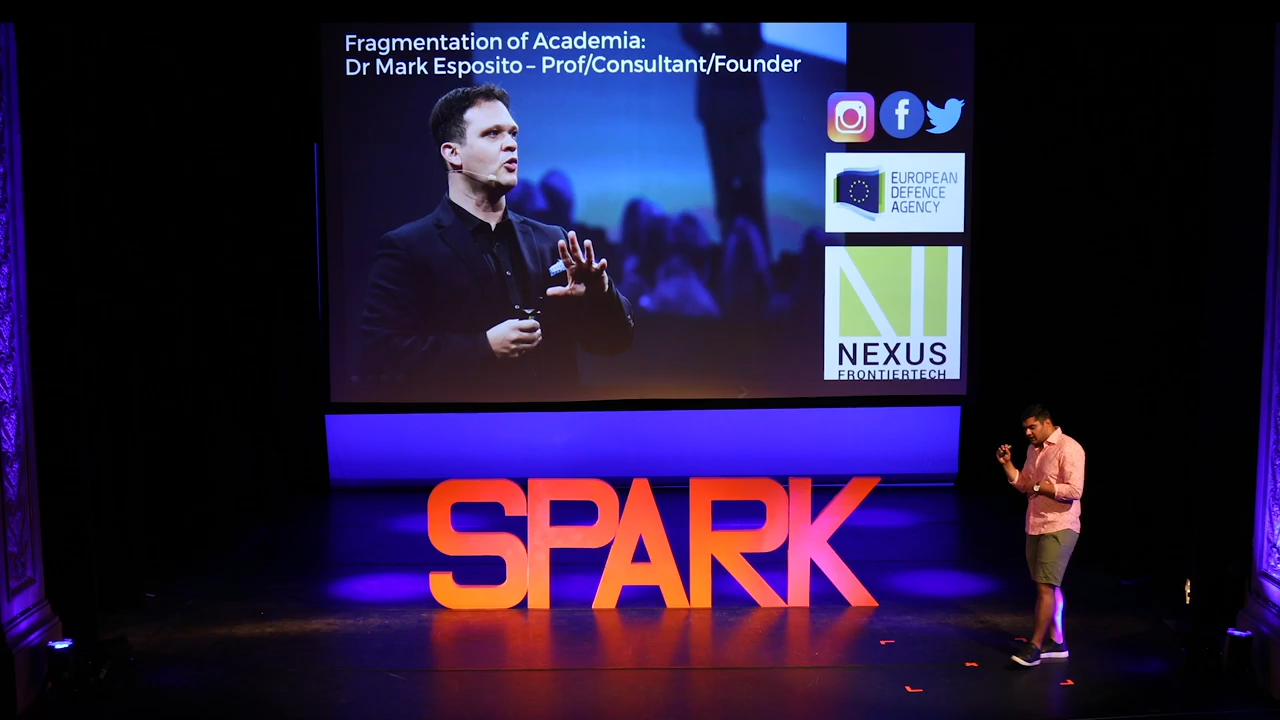 Fragmentation of Academia:
Dr Mark Esposito – Prof/Consultant/Founder
EUROPEAN
DEFENCE
AGENCY
NEXUS
FRONTIERTECH
SPARK